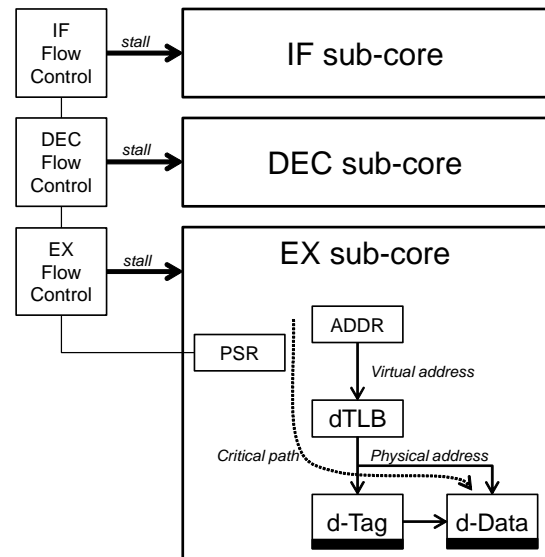 IF
Flow
Control
stall
IF sub-core
DEC
Flow
Control
stall
DEC sub-core
EX
Flow
Control
stall
EX sub-core
PSR
ADDR
Virtual address
dTLB
Critical path
Physical address
d-Tag
d-Data